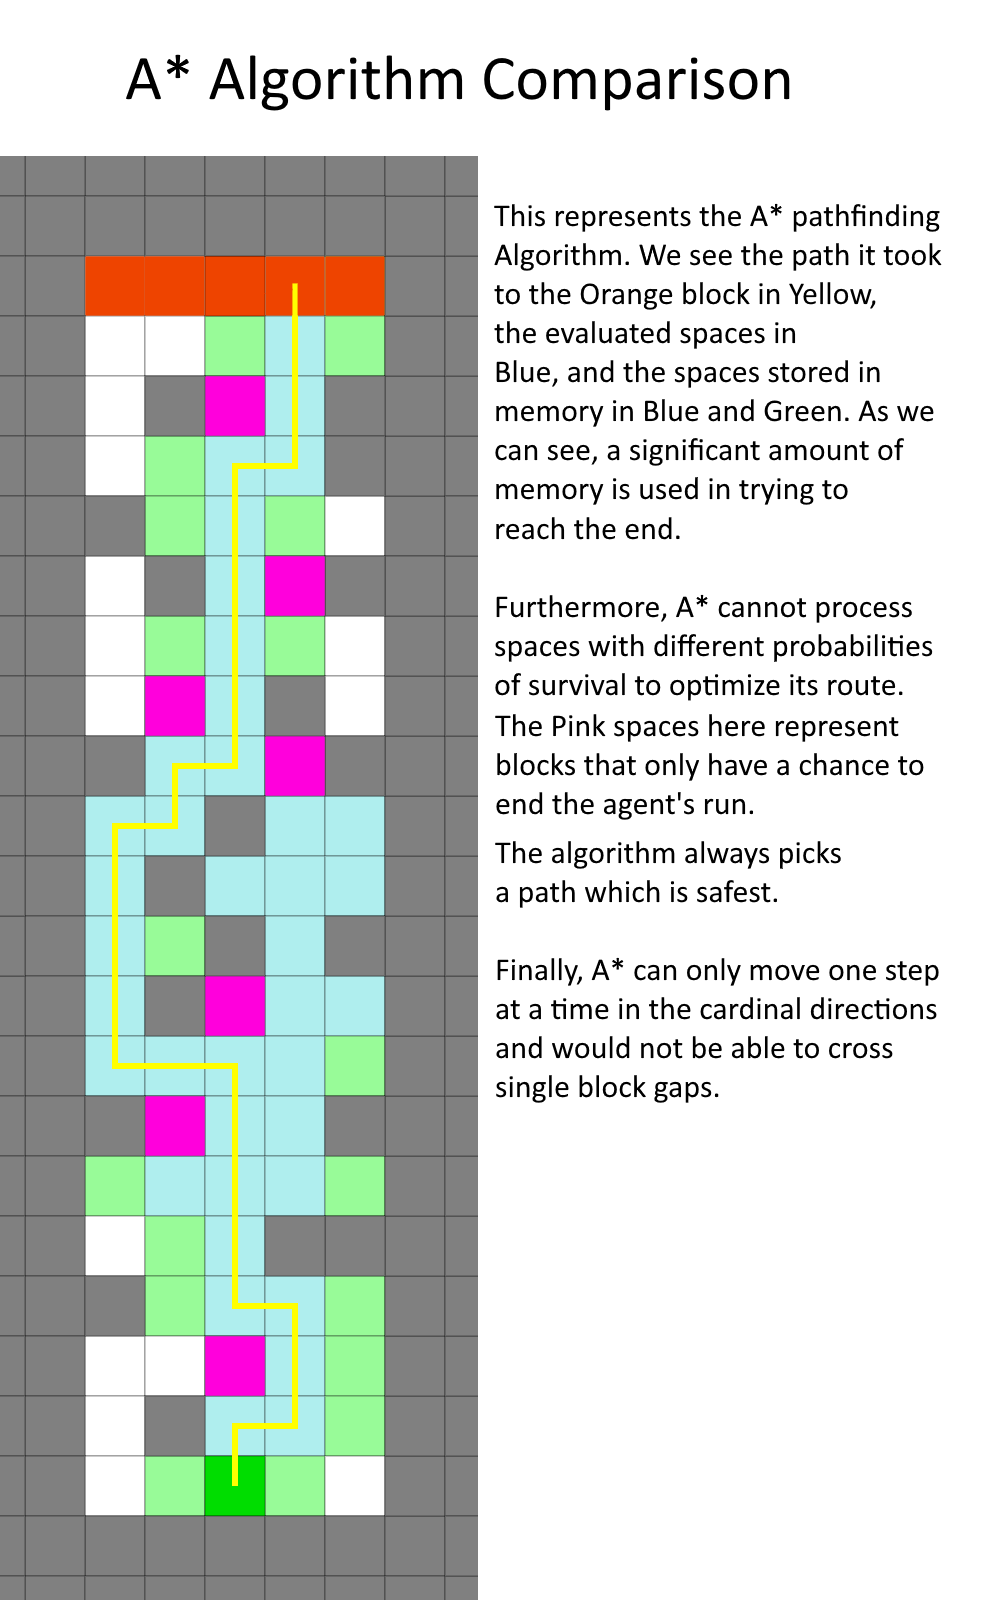 A* Algorithm Comparison
This represents the A* pathfinding
Algorithm. We see the path it took
to the Orange block in Yellow,
the evaluated spaces in
Blue, and the spaces stored in
memory in Blue and Green. As we
can see, a significant amount of
memory is used in trying to
reach the end.
Furthermore, A* cannot process
spaces with different probabilities
of survival to optimize its route.
The Pink spaces here represent
blocks that only have a chance to
end the agent's run.
The algorithm always picks
a path which is safest.
Finally, A* can only move one step
at a time in the cardinal directions
and would not be able to cross
single block gaps.